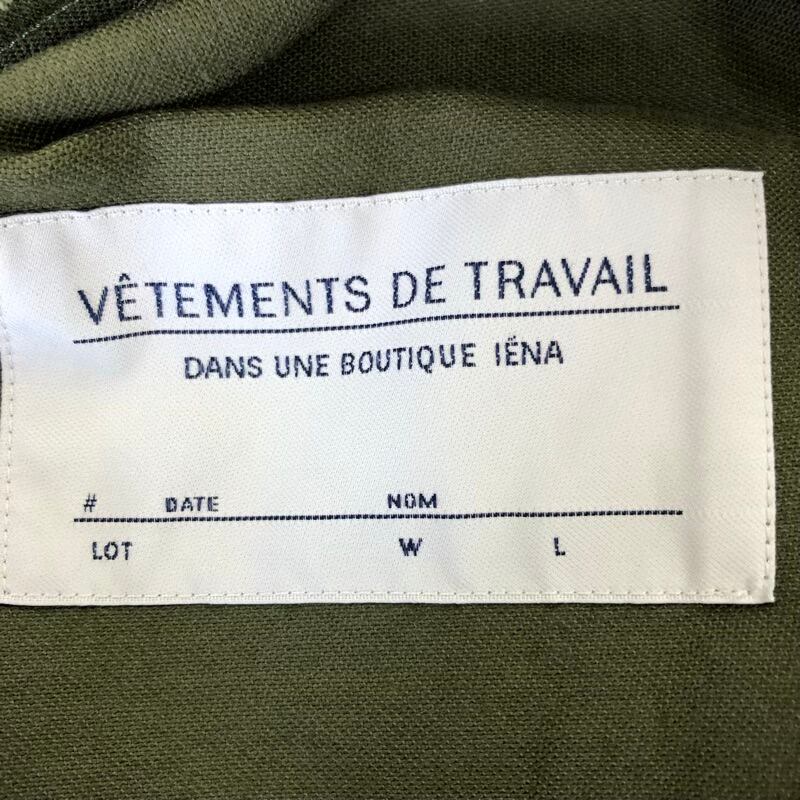 VÊTEMENTS DE TRAVAIL
DANS UNE BOUTIQUE IÉNA
# DATE NOM
LOT W L